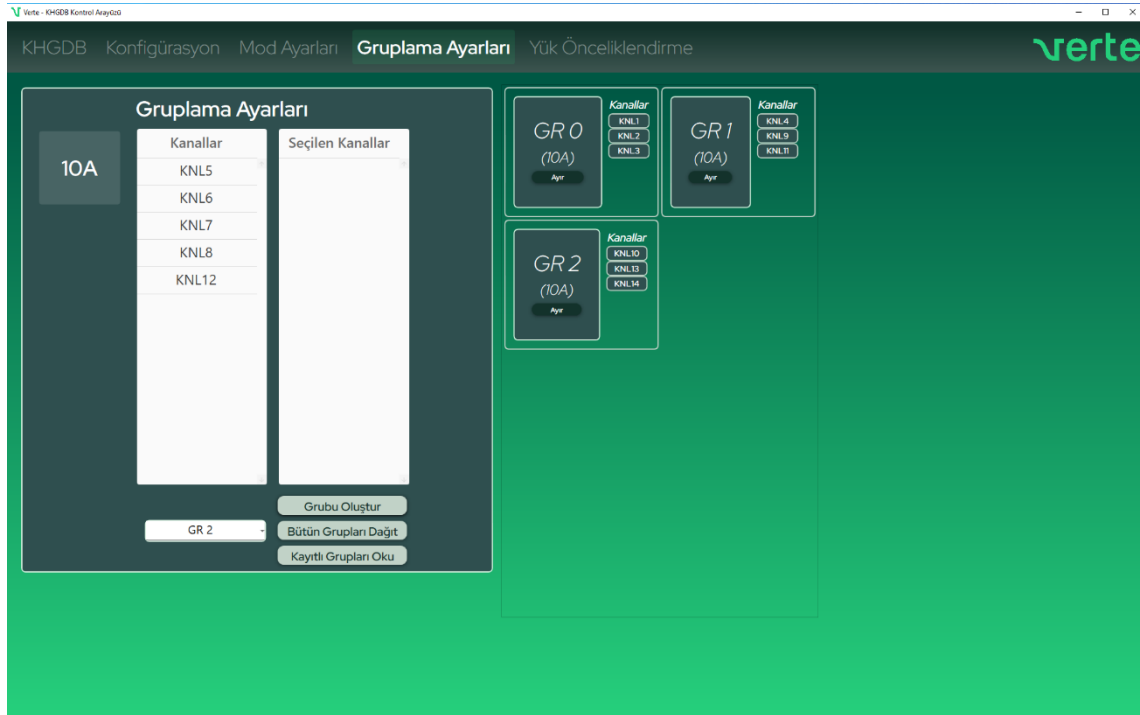 Verte - KHGDB Kontrol Arayüzü
KHGDB Konfigürasyon Mod Ayarları Gruplama Ayarları Yük Önceliklendirme
verte
Gruplama Ayarları
10A
Kanallar
KNL5
KNL6
KNL7
KNL8
KNL12
Seçilen Kanallar
GR 2
Grubu Oluştur
Bütün Grupları Dağıt
Kayıtlı Grupları Oku
GR 0
(10A)
Ayır
Kanallar
KNL1
KNL2
KNL3
GR 1
(10A)
Ayır
Kanallar
KNL4
KNL9
KNL11
GR 2
(10A)
Ayır
Kanallar
KNL10
KNL13
KNL14